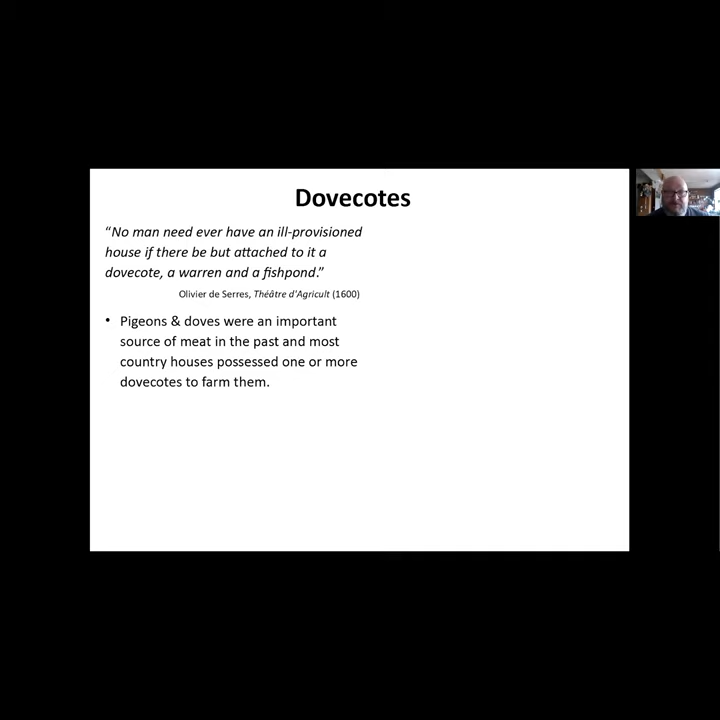 Dovecotes
“No man need ever have an ill-provisioned
house if there be but attached to it a
dovecote, a warren and a fishpond.”
Olivier de Serres, Théâtre d'Agricult (1600)
• Pigeons & doves were an important
source of meat in the past and most
country houses possessed one or more
dovecotes to farm them.